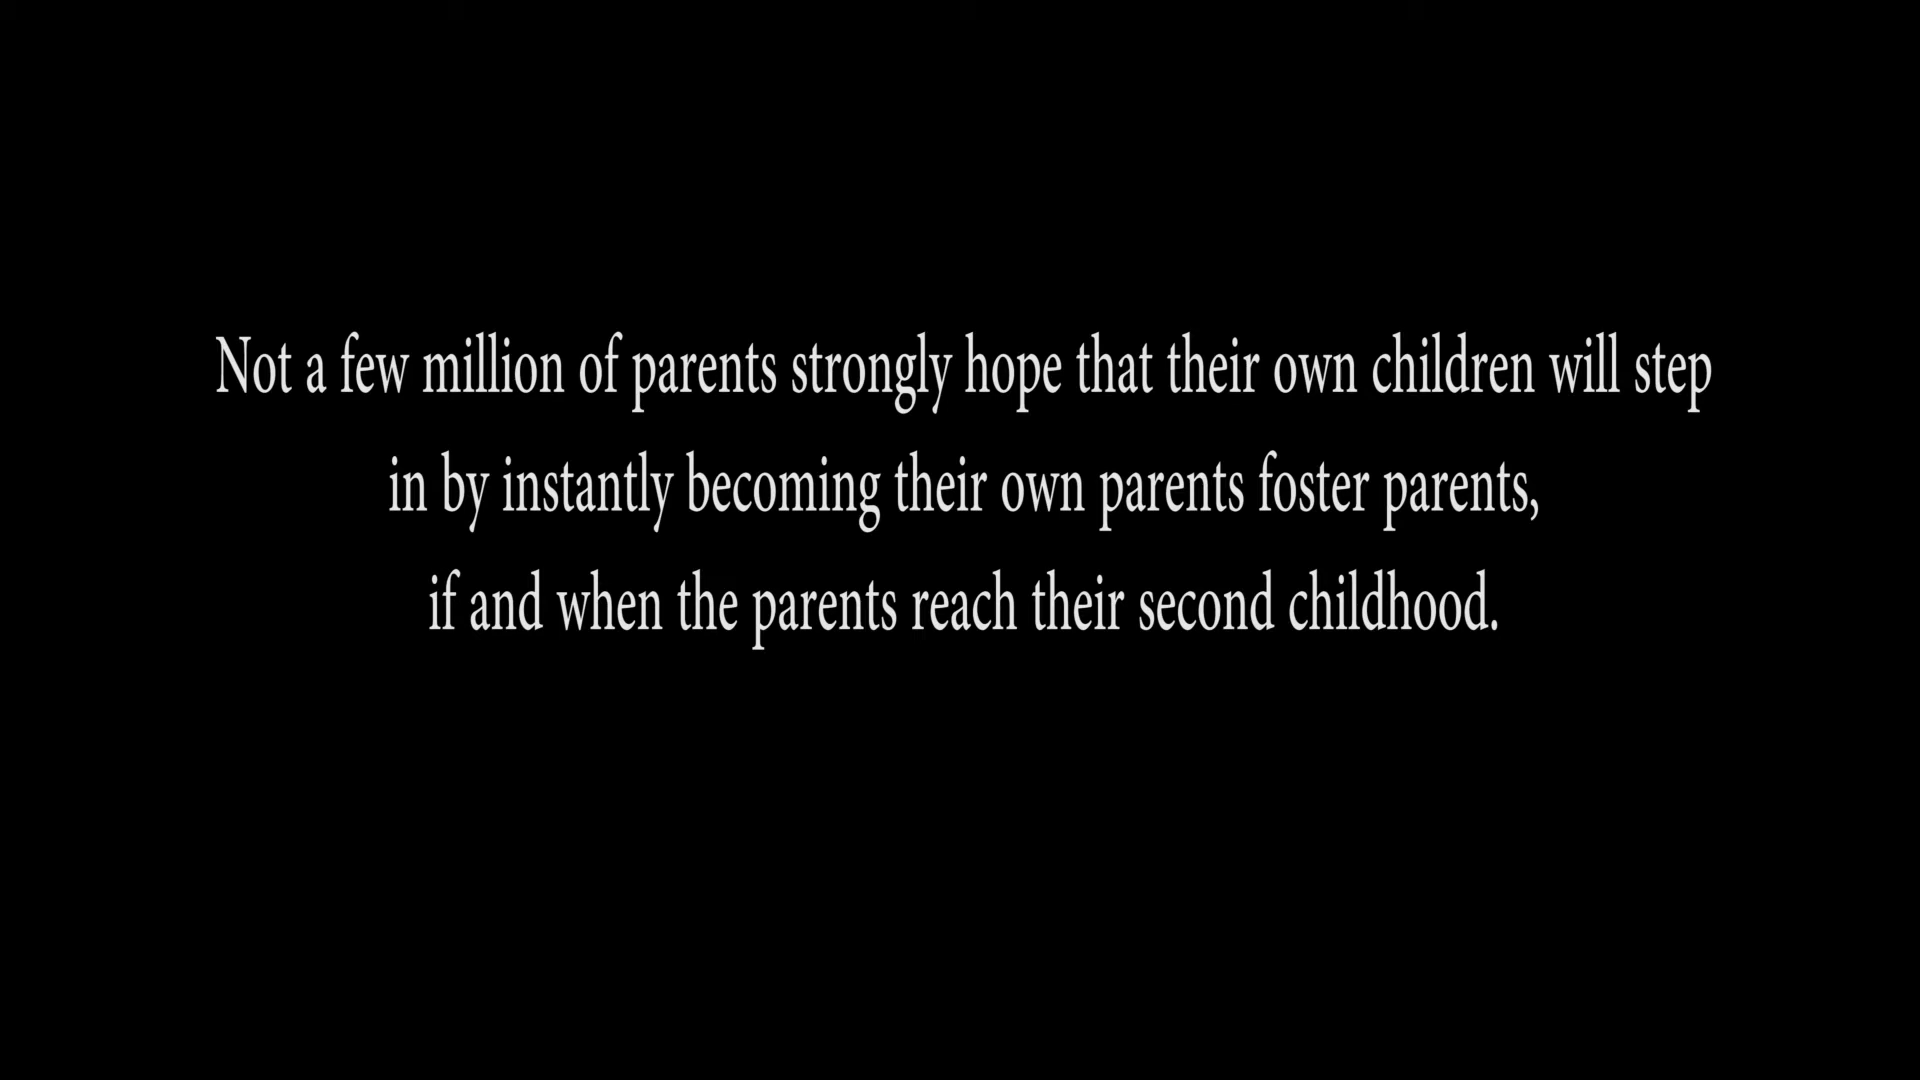 Not a few million of parents strongly hope that their own children will step
in by instantly becoming their own parents foster parents,
if and when the parents reach their second childhood.